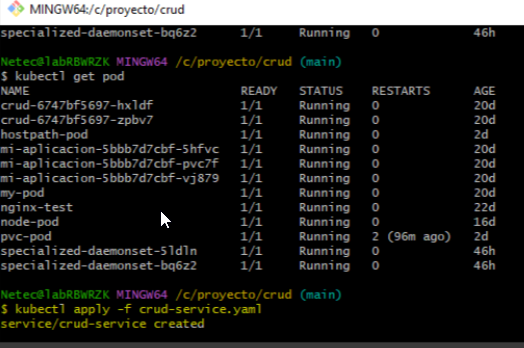 MINGW64:/c/proyecto/crud
specialized-daemonset-bq6z2 1/1 Running 0 46h
Netec@labRBWRZK MINGW64 /c/proyecto/crud (main)
$ kubectl get pod
NAME READY STATUS RESTARTS AGE
crud-6747bf5697-hxldf 1/1 Running 0 20d
crud-6747bf5697-zpbv7 1/1 Running 0 20d
hostpath-pod 1/1 Running 0 2d
mi-aplicacion-5bbb7d7cbf-5hfvc 1/1 Running 0 20d
mi-aplicacion-5bbb7d7cbf-pvc7f 1/1 Running 0 20d
mi-aplicacion-5bbb7d7cbf-vj879 1/1 Running 0 20d
my-pod 1/1 Running 0 20d
nginx-test 1/1 Running 0 22d
node-pod 1/1 Running 0 16d
pvc-pod 1/1 Running 2 (96m ago) 2d
specialized-daemonset-5ldln 1/1 Running 0 46h
specialized-daemonset-bq6z2 1/1 Running 0 46h
Netec@labRBWRZK MINGW64 /c/proyecto/crud (main)
$ kubectl apply -f crud-service.yaml
service/crud-service created